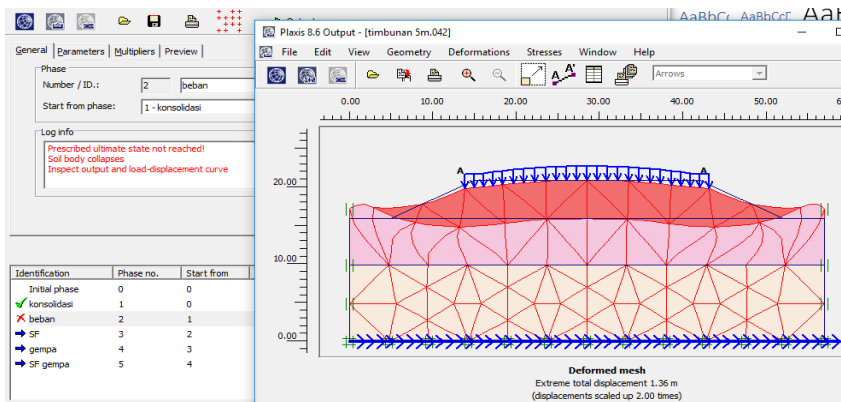 General Parameters Multipliers Preview
Phase
Number / ID.: 2 beban
Start from phase: 1 - konsolidasi
Log info
Prescribed ultimate state not reached!
Soil body collapses
Inspect output and load-displacement curve
Identification Phase no. Start from
Initial phase 0 0
konsolidasi 1 0
beban 2 1
SF 3 2
gempa 4 3
SF gempa 5 4
AaBbCc AaBbCcD AaB
Plaxis 8.6 Output - [timbunan 5m.042]
File Edit View Geometry Deformations Stresses Window Help
Arrows
0.00 10.00 20.00 30.00 40.00 50.00
20.00
10.00
0.00
A A
Deformed mesh
Extreme total displacement 1.36 m
(displacements scaled up 2.00 times)